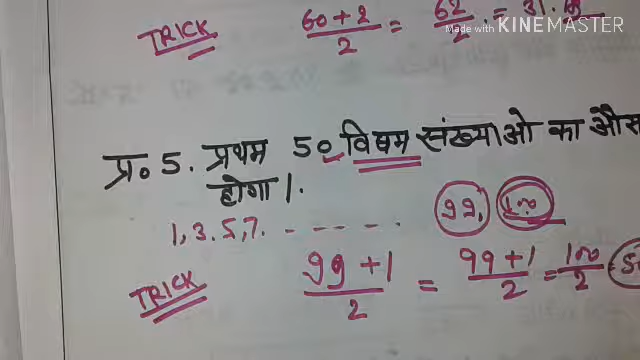 TRICK 60+2/2 = 62/2 = 31.
Made with KINEMASTER
प्र० 5. प्रथम 50 विषम संख्याओ का औस
होगा।
1, 3. 5, 7. - - - - - 99, 100
TRICK 99+1/2 = 99+1/2 = 100/2